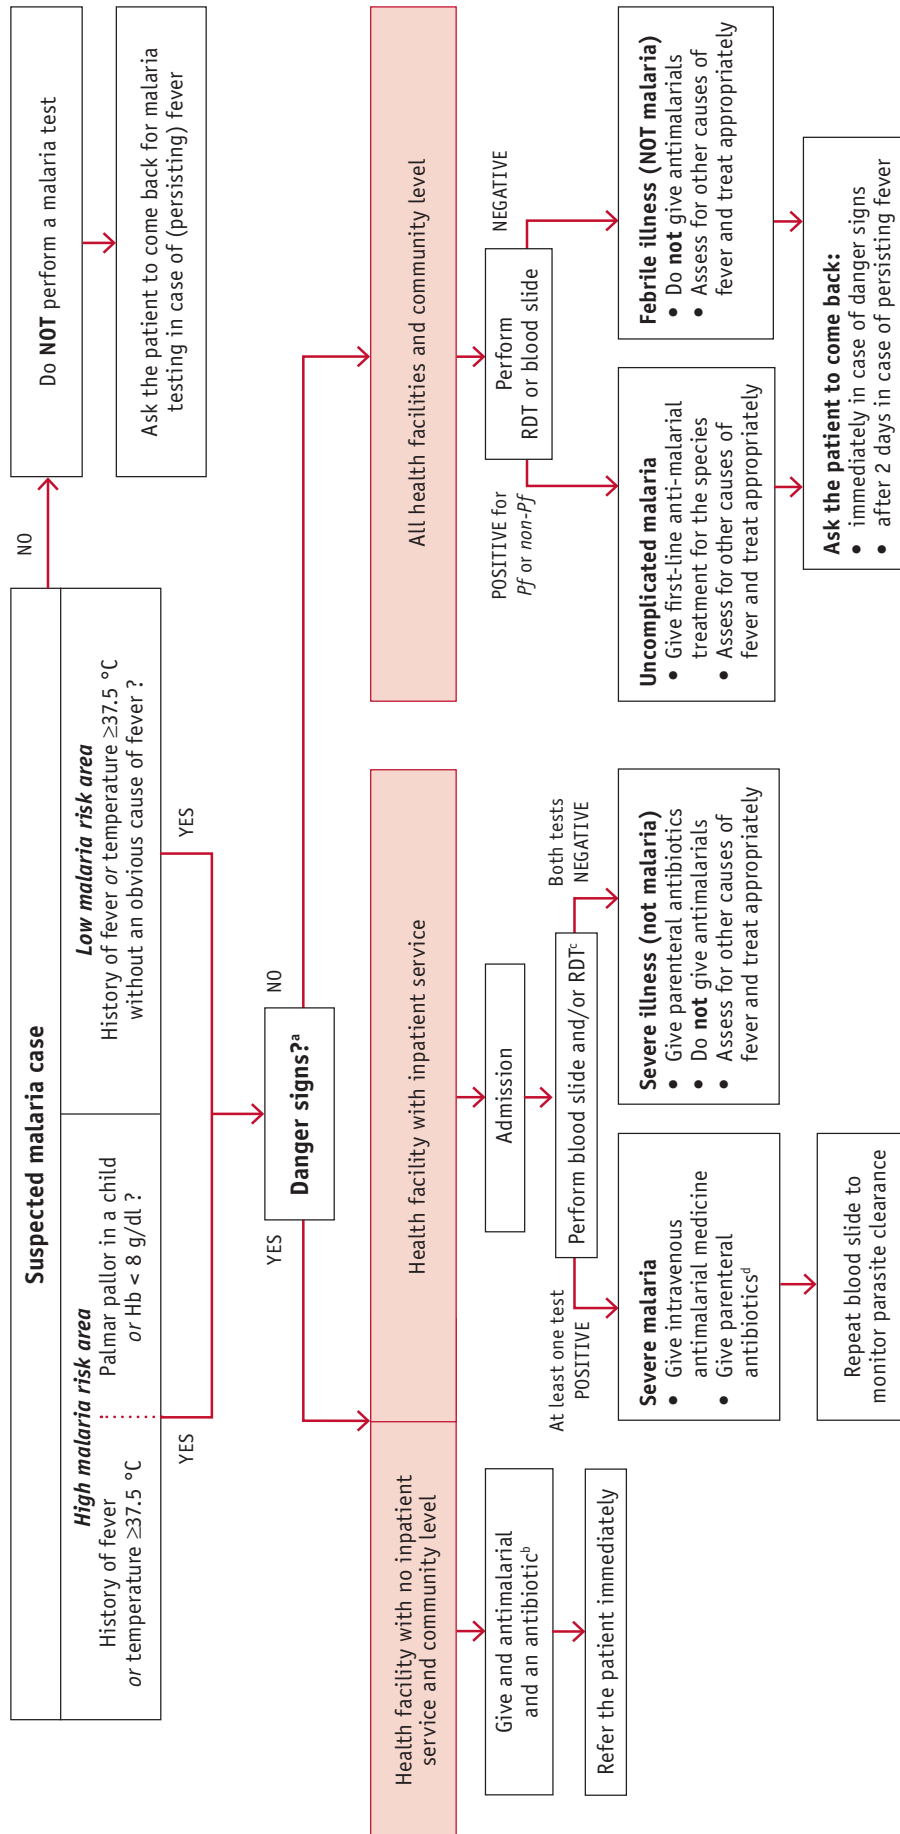 Suspected malaria case
High malaria risk area
History of fever
or temperature ≥37.5 °C
Palmar pallor in a child
or Hb < 8 g/dl ?
Low malaria risk area
History of fever or temperature ≥37.5 °C
without an obvious cause of fever ?
NO
Do NOT perform a malaria test
Ask the patient to come back for malaria
testing in case of (persisting) fever
YES
YES
Danger signs?ᵃ
YES
NO
Health facility with no inpatient
service and community level
Health facility with inpatient service
All health facilities and community level
Give and antimalarial
and an antibioticᵇ
Refer the patient immediately
Admission
Perform blood slide and/or RDTᶜ
At least one test
POSITIVE
Both tests
NEGATIVE
Severe malaria
• Give intravenous
antimalarial medicine
• Give parenteral
antibioticsᵈ
Repeat blood slide to
monitor parasite clearance
Severe illness (not malaria)
• Give parenteral antibiotics
• Do not give antimalarials
• Assess for other causes of
fever and treat appropriately
Perform
RDT or blood slide
POSITIVE for
Pf or non-Pf
NEGATIVE
Uncomplicated malaria
• Give first-line anti-malarial
treatment for the species
• Assess for other causes of
fever and treat appropriately
Febrile illness (NOT malaria)
• Do not give antimalarials
• Assess for other causes of
fever and treat appropriately
Ask the patient to come back:
• immediately in case of danger signs
• after 2 days in case of persisting fever